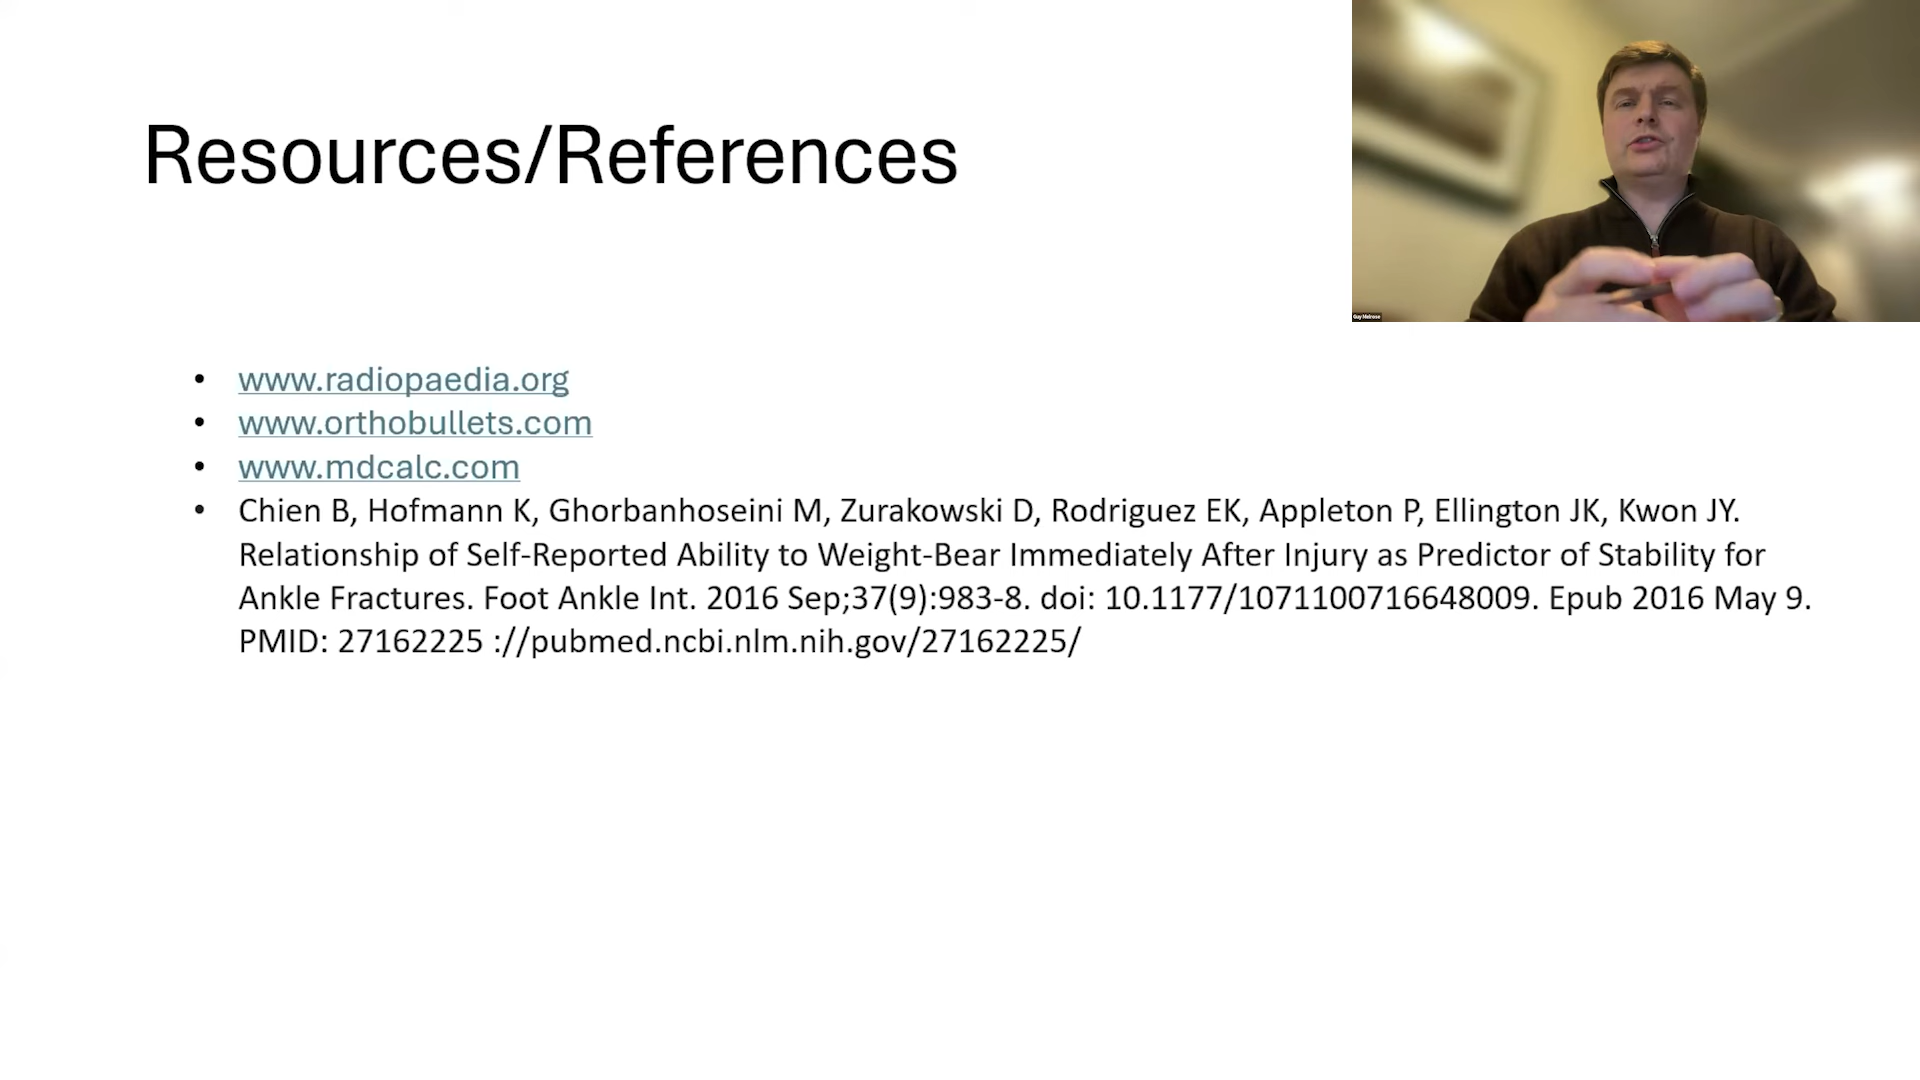 Resources/References
Guy Melrose
• www.radiopaedia.org
• www.orthobullets.com
• www.mdcalc.com
• Chien B, Hofmann K, Ghorbanhoseini M, Zurakowski D, Rodriguez EK, Appleton P, Ellington JK, Kwon JY.
Relationship of Self-Reported Ability to Weight-Bear Immediately After Injury as Predictor of Stability for
Ankle Fractures. Foot Ankle Int. 2016 Sep;37(9):983-8. doi: 10.1177/1071100716648009. Epub 2016 May 9.
PMID: 27162225 ://pubmed.ncbi.nlm.nih.gov/27162225/